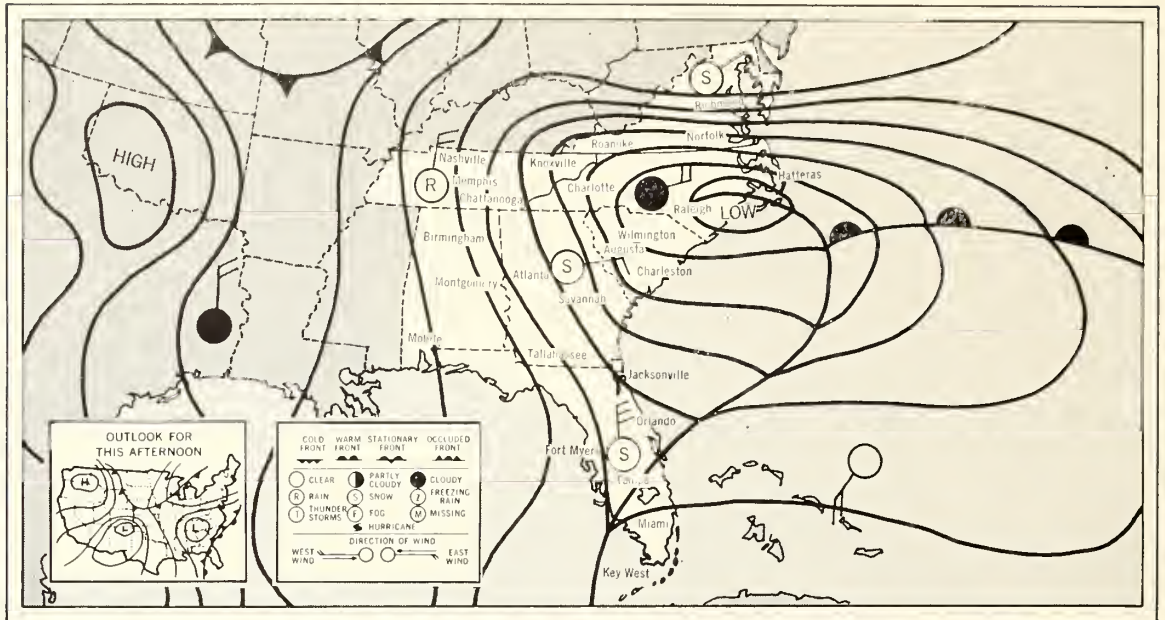 S
Richmond
Norfolk
Roanoke
HIGH
Nashville
Knoxville
Hatteras
R
Memphis
Charlotte
Chattanooga
Raleigh
LOW
Birmingham
Wilmington
Augusta
Atlanta
S
Charleston
Montgomery
Savannah
Mobile
Tallahassee
Jacksonville
Orlando
Fort Myers
S
Tampa
Miami
Key West
OUTLOOK FOR
THIS AFTERNOON
H
L
L
COLD FRONT
WARM FRONT
STATIONARY FRONT
OCCLUDED FRONT
CLEAR
PARTLY CLOUDY
CLOUDY
R RAIN
S SNOW
Z FREEZING RAIN
T THUNDER STORMS
F FOG
M MISSING
HURRICANE
DIRECTION OF WIND
WEST WIND
EAST WIND